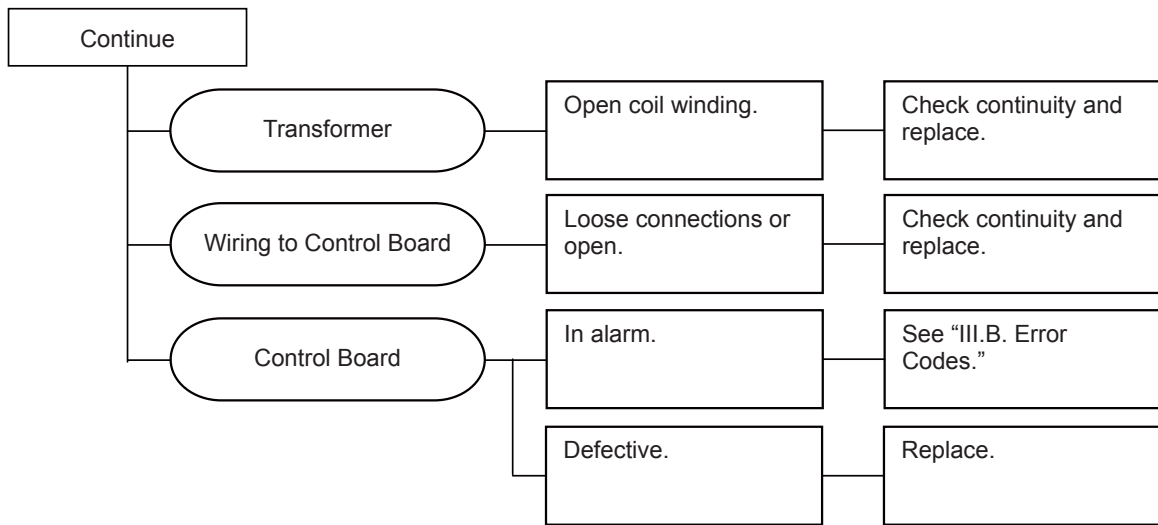 Continue
Transformer
Open coil winding.
Check continuity and
replace.
Wiring to Control Board
Loose connections or
open.
Check continuity and
replace.
Control Board
In alarm.
See “III.B. Error
Codes.”
Defective.
Replace.